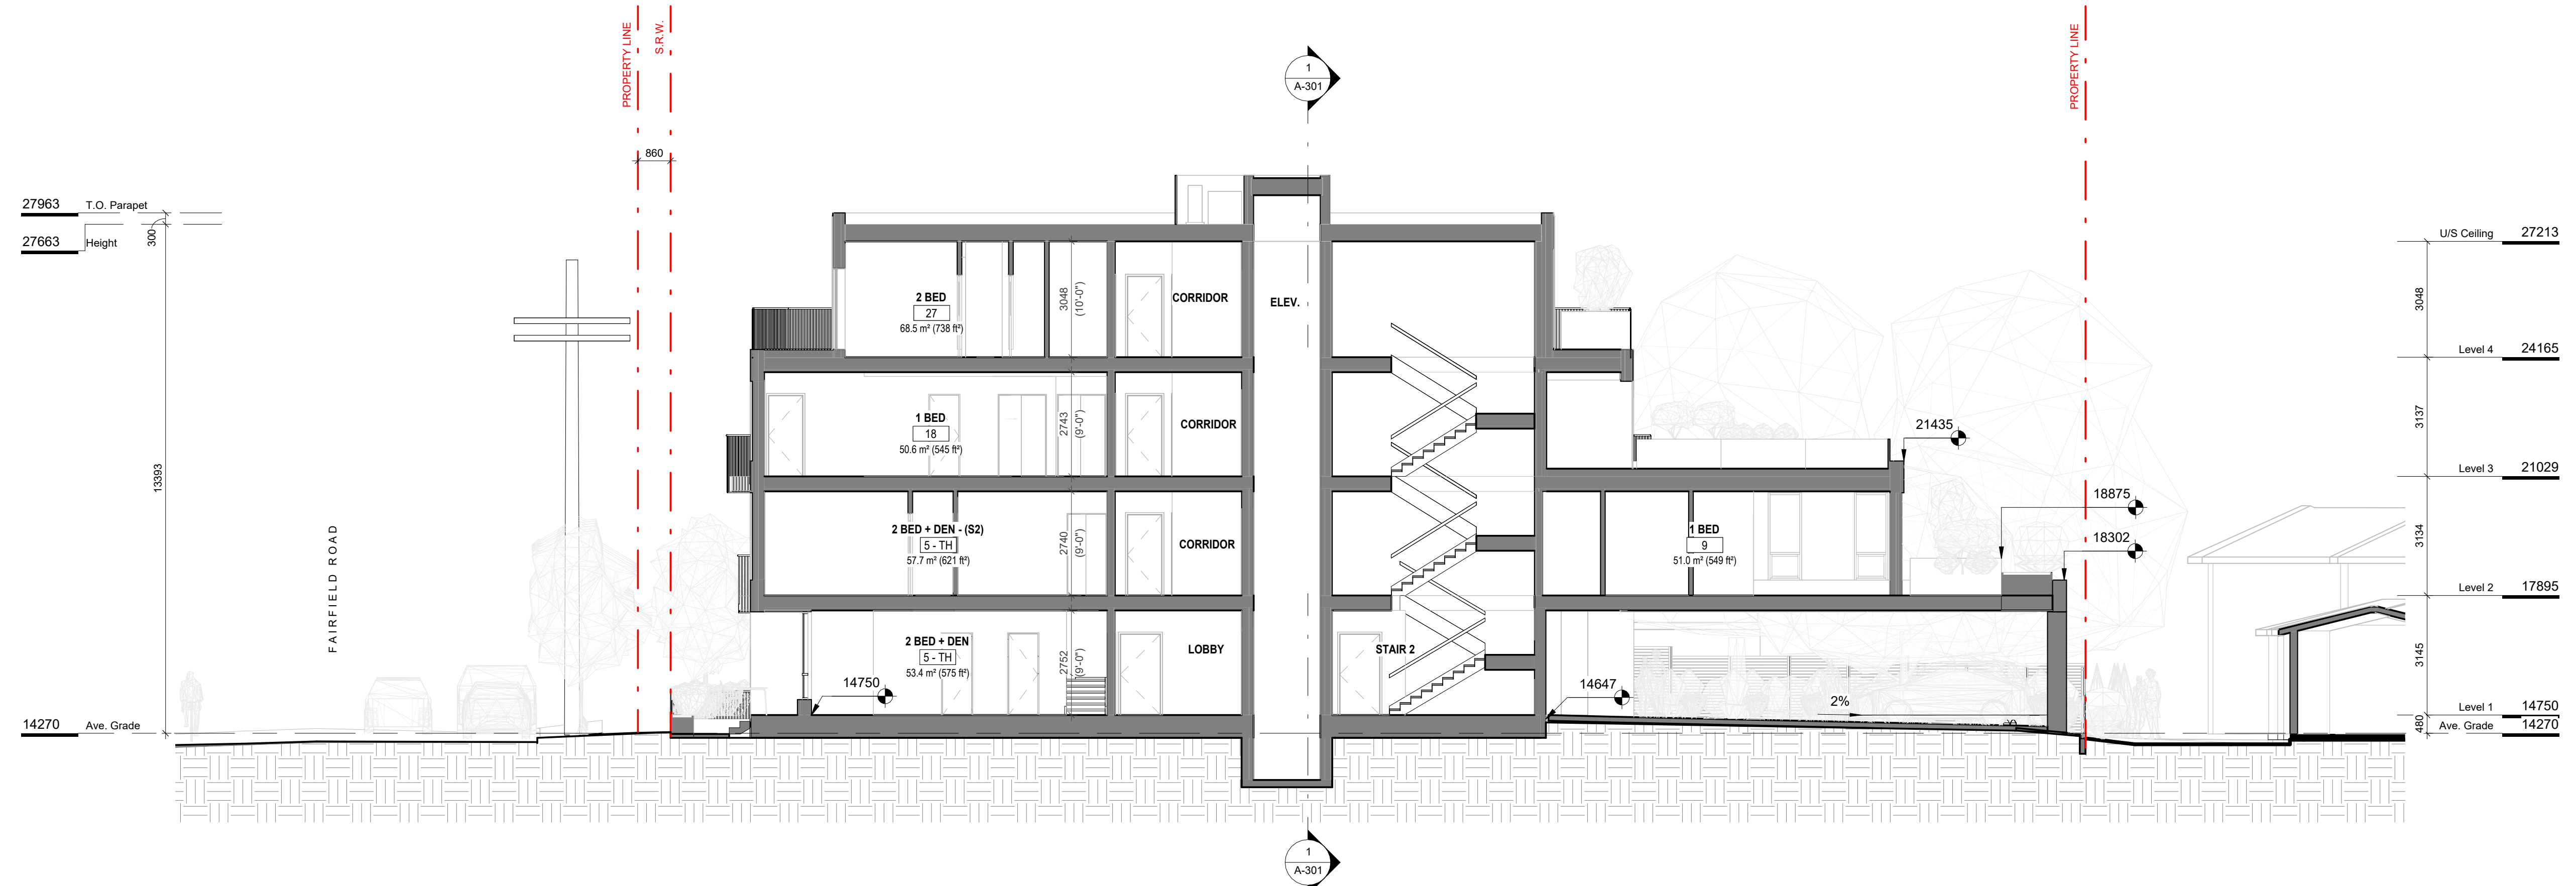 PROPERTY LINE
S.R.W.
PROPERTY LINE
1
A-301
860
27963 T.O. Parapet
27663 Height
300
13393
FAIRFIELD ROAD
14270 Ave. Grade
2 BED
27
68.5 m² (738 ft²)
3048
(10'-0")
CORRIDOR
ELEV.
1 BED
18
50.6 m² (545 ft²)
2743
(9'-0")
CORRIDOR
2 BED + DEN - (S2)
5 - TH
57.7 m² (621 ft²)
2740
(9'-0")
CORRIDOR
1 BED
9
51.0 m² (549 ft²)
2 BED + DEN
5 - TH
53.4 m² (575 ft²)
2752
(9'-0")
LOBBY
STAIR 2
14750
14647
2%
21435
18875
18302
U/S Ceiling 27213
3048
Level 4 24165
3137
Level 3 21029
3134
Level 2 17895
3145
Level 1 14750
480
Ave. Grade 14270
1
A-301